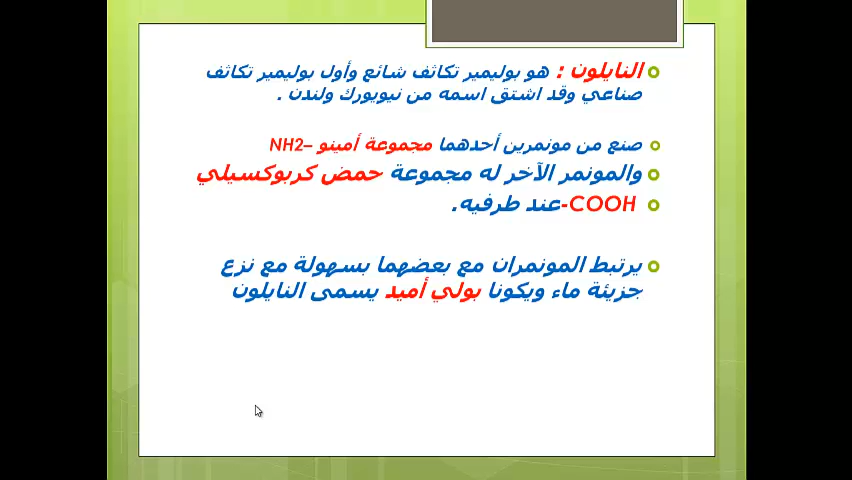 النايلون : هو بوليمير تكاثف شائع وأول بوليمير تكاثف
صناعي وقد اشتق اسمه من نيويورك ولندن .
صنع من مونمرين أحدهما مجموعة أمينو –NH2
والمونمر الآخر له مجموعة حمض كربوكسيلي
COOH-عند طرفيه.
يرتبط المونمران مع بعضهما بسهولة مع نزع
جزيئة ماء ويكونا بولي أميد يسمى النايلون